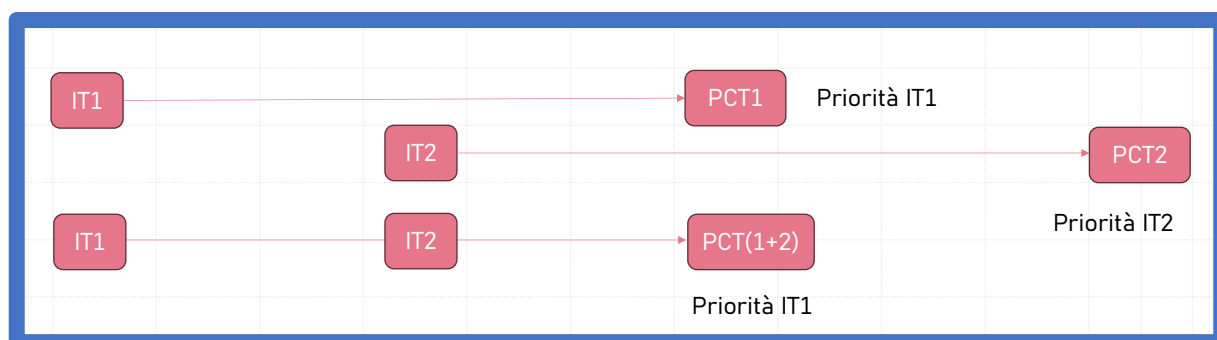 IT1
PCT1
Priorità IT1
IT2
PCT2
Priorità IT2
IT1
IT2
PCT(1+2)
Priorità IT1